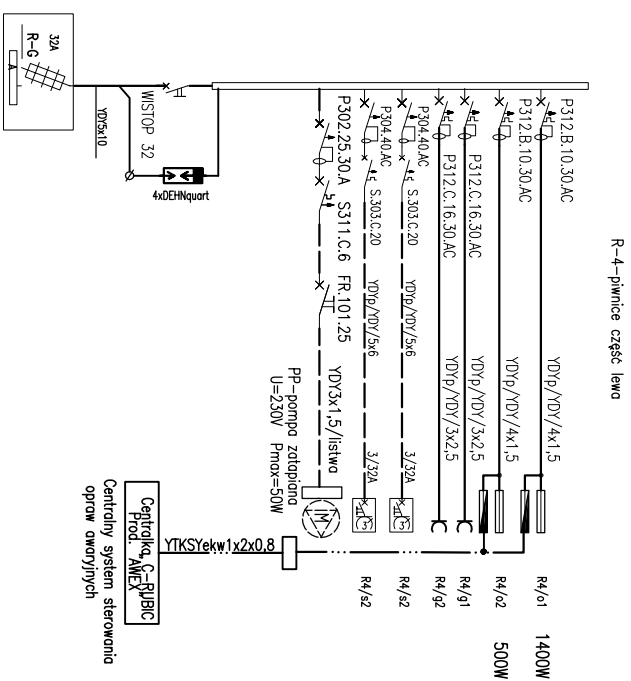 R-4-piwnice część lewa
P312.B.10.30.AC YDYp/YDY/4x1,5 R4/o1 1400W
P312.B.10.30.AC YDYp/YDY/4x1,5 R4/o2 500W
P312.C.16.30.AC YDYp/YDY/3x2,5 R4/g1
P312.C.16.30.AC YDYp/YDY/3x2,5 R4/g2
P304.40.AC S.303.C.20 YDYp/YDY/5x6 3/32A 3 R4/s2
P304.40.AC S.303.C.20 YDYp/YDY/5x6 3/32A 3 R4/s2
P302.25.30.A S311.C.6 FR.101.25 YDY3x1,5/listwa M
PP-pompa zatapiana
U=230V Pmax=50W
32A
R-G
A
YDY5x10
WISTOP 32
4xDEHNquart
YTKSYekw1x2x0,8
Centralka „C-RUBIC
Prod. "AWEX"
Centralny system sterowania
opraw awaryjnych